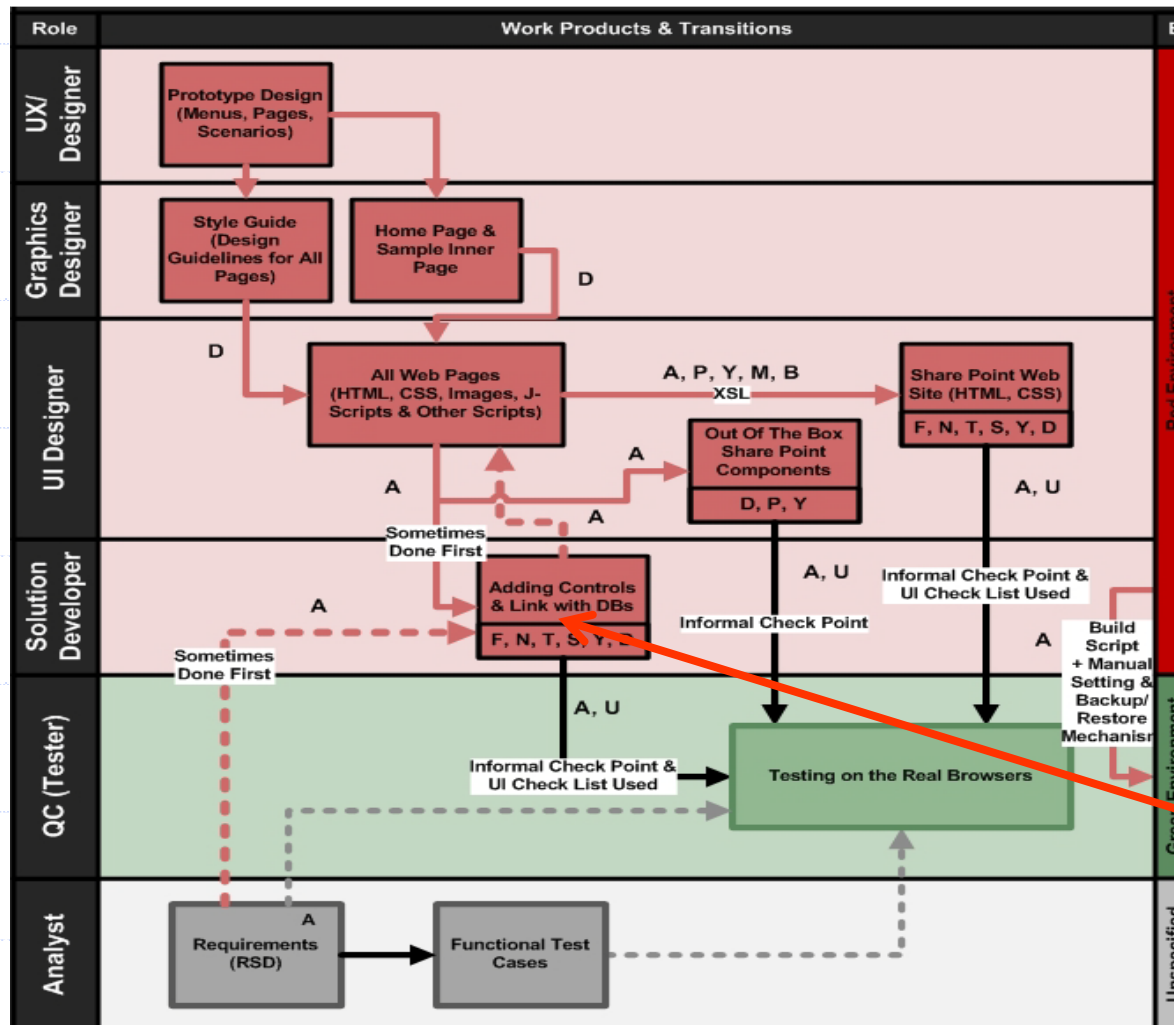 Role
Work Products & Transitions
UX/
Designer
Prototype Design
(Menus, Pages,
Scenarios)
Graphics
Designer
Style Guide
(Design
Guidelines for All
Pages)
Home Page &
Sample Inner
Page
D
D
UI Designer
All Web Pages
(HTML, CSS, Images, J-
Scripts & Other Scripts)
A, P, Y, M, B
XSL
Share Point Web
Site (HTML, CSS)
F, N, T, S, Y, D
Out Of The Box
Share Point
Components
D, P, Y
A
A
A
A, U
Sometimes
Done First
Solution
Developer
Adding Controls
& Link with DBs
F, N, T, S, Y, D
A
Sometimes
Done First
A, U
Informal Check Point
Informal Check Point &
UI Check List Used
A
Build
Script
+ Manual
Setting &
Backup/
Restore
Mechanism
QC (Tester)
A, U
Informal Check Point &
UI Check List Used
Testing on the Real Browsers
Analyst
A
Requirements
(RSD)
Functional Test
Cases
Unspecified